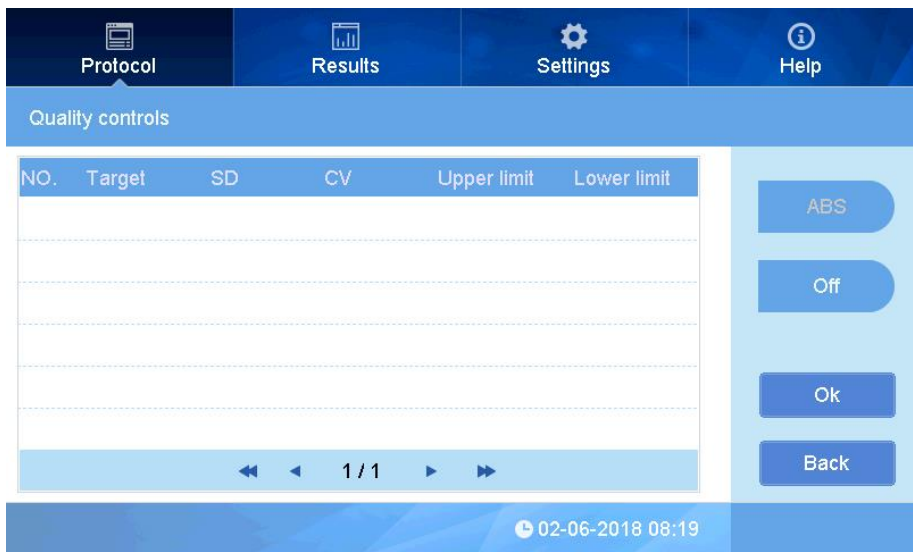 Protocol Results Settings Help
Quality controls
NO. Target SD CV Upper limit Lower limit
ABS
Off
Ok
1 / 1
Back
02-06-2018 08:19